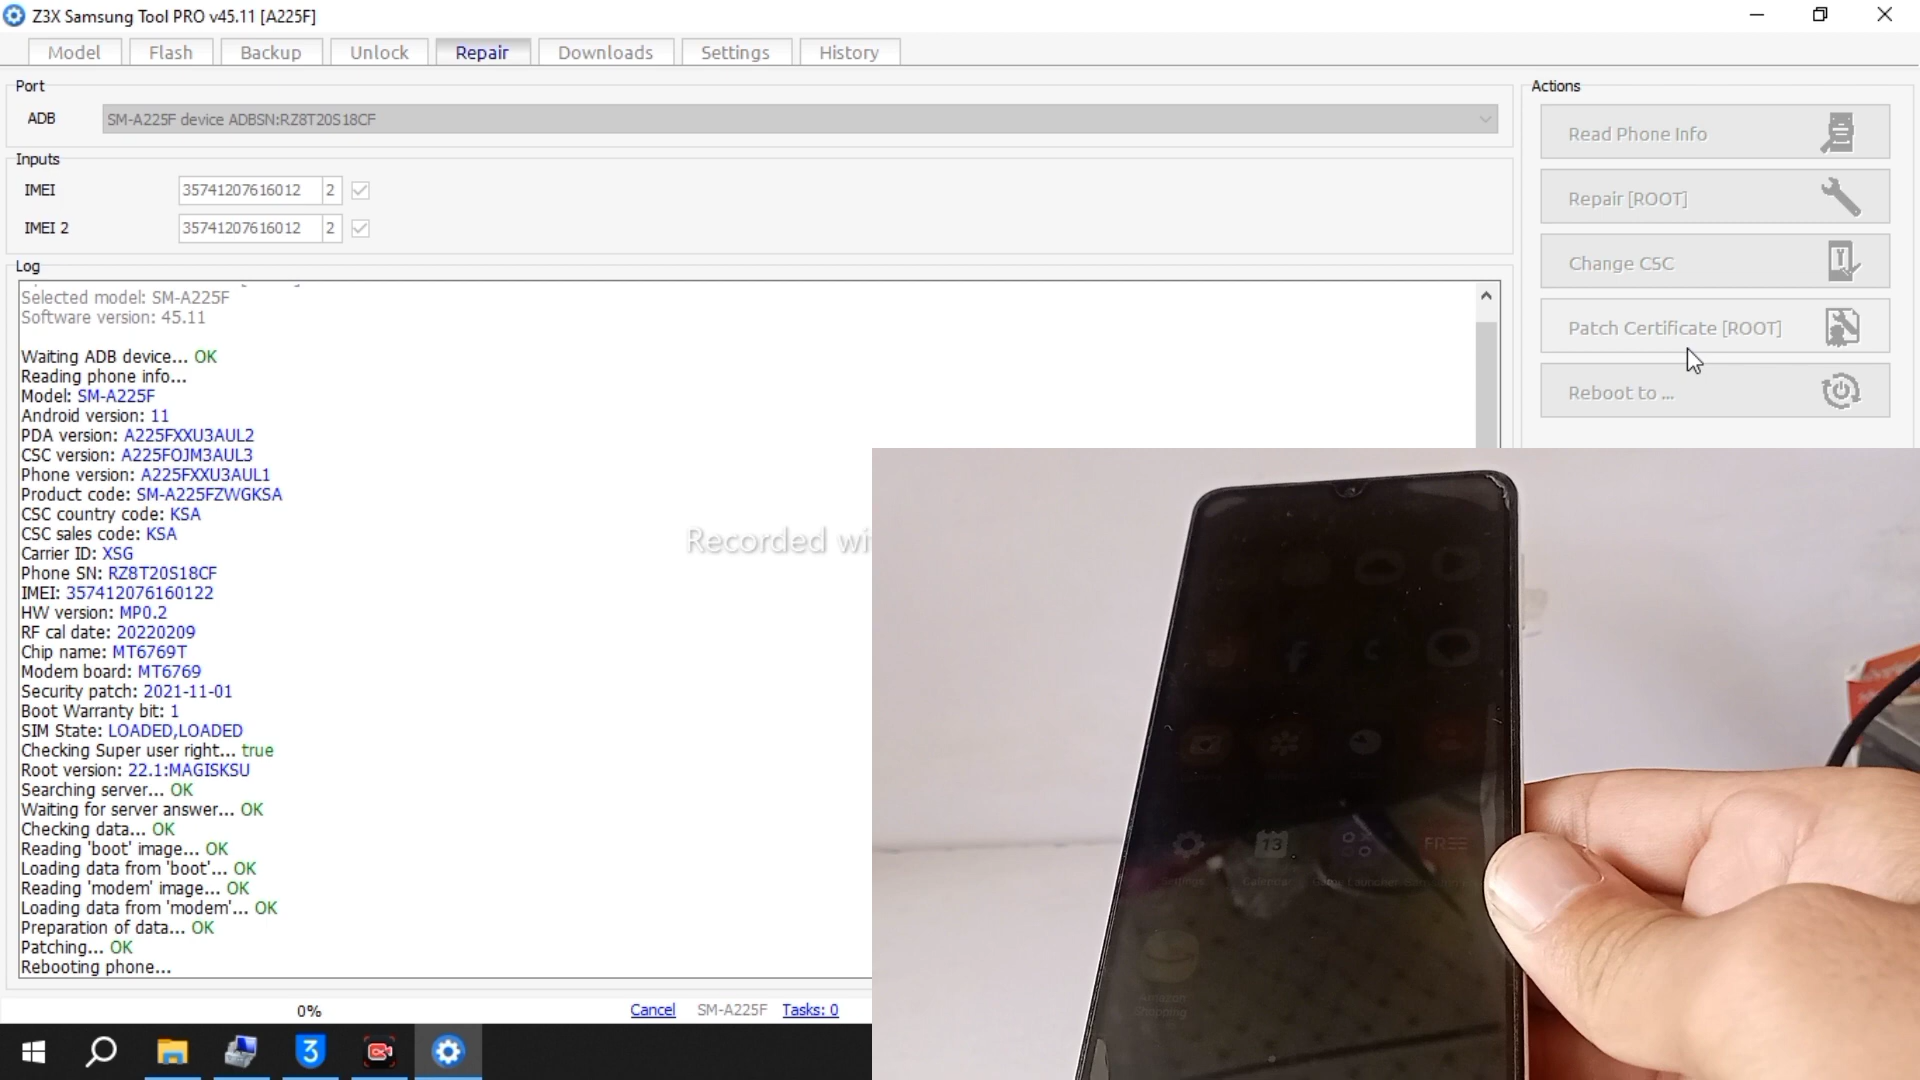 Z3X Samsung Tool PRO v45.11 [A225F]
Model Flash Backup Unlock Repair Downloads Settings History
Port
ADB SM-A225F device ADBSN:RZ8T20S18CF
Inputs
IMEI 35741207616012 2
IMEI 2 35741207616012 2
Log
Selected model: SM-A225F
Software version: 45.11
Waiting ADB device... OK
Reading phone info...
Model: SM-A225F
Android version: 11
PDA version: A225FXXU3AUL2
CSC version: A225FOJM3AUL3
Phone version: A225FXXU3AUL1
Product code: SM-A225FZWGKSA
CSC country code: KSA
CSC sales code: KSA
Carrier ID: XSG
Phone SN: RZ8T20S18CF
IMEI: 357412076160122
HW version: MP0.2
RF cal date: 20220209
Chip name: MT6769T
Modem board: MT6769
Security patch: 2021-11-01
Boot Warranty bit: 1
SIM State: LOADED,LOADED
Checking Super user right... true
Root version: 22.1:MAGISKSU
Searching server... OK
Waiting for server answer... OK
Checking data... OK
Reading 'boot' image... OK
Loading data from 'boot'... OK
Reading 'modem' image... OK
Loading data from 'modem'... OK
Preparation of data... OK
Patching... OK
Rebooting phone...
0% Cancel SM-A225F Tasks: 0
Actions
Read Phone Info
Repair [ROOT]
Change CSC
Patch Certificate [ROOT]
Reboot to ...
Recorded wi
3
13
FREE
Settings Calendar Game Launcher
Amazon
Shopping